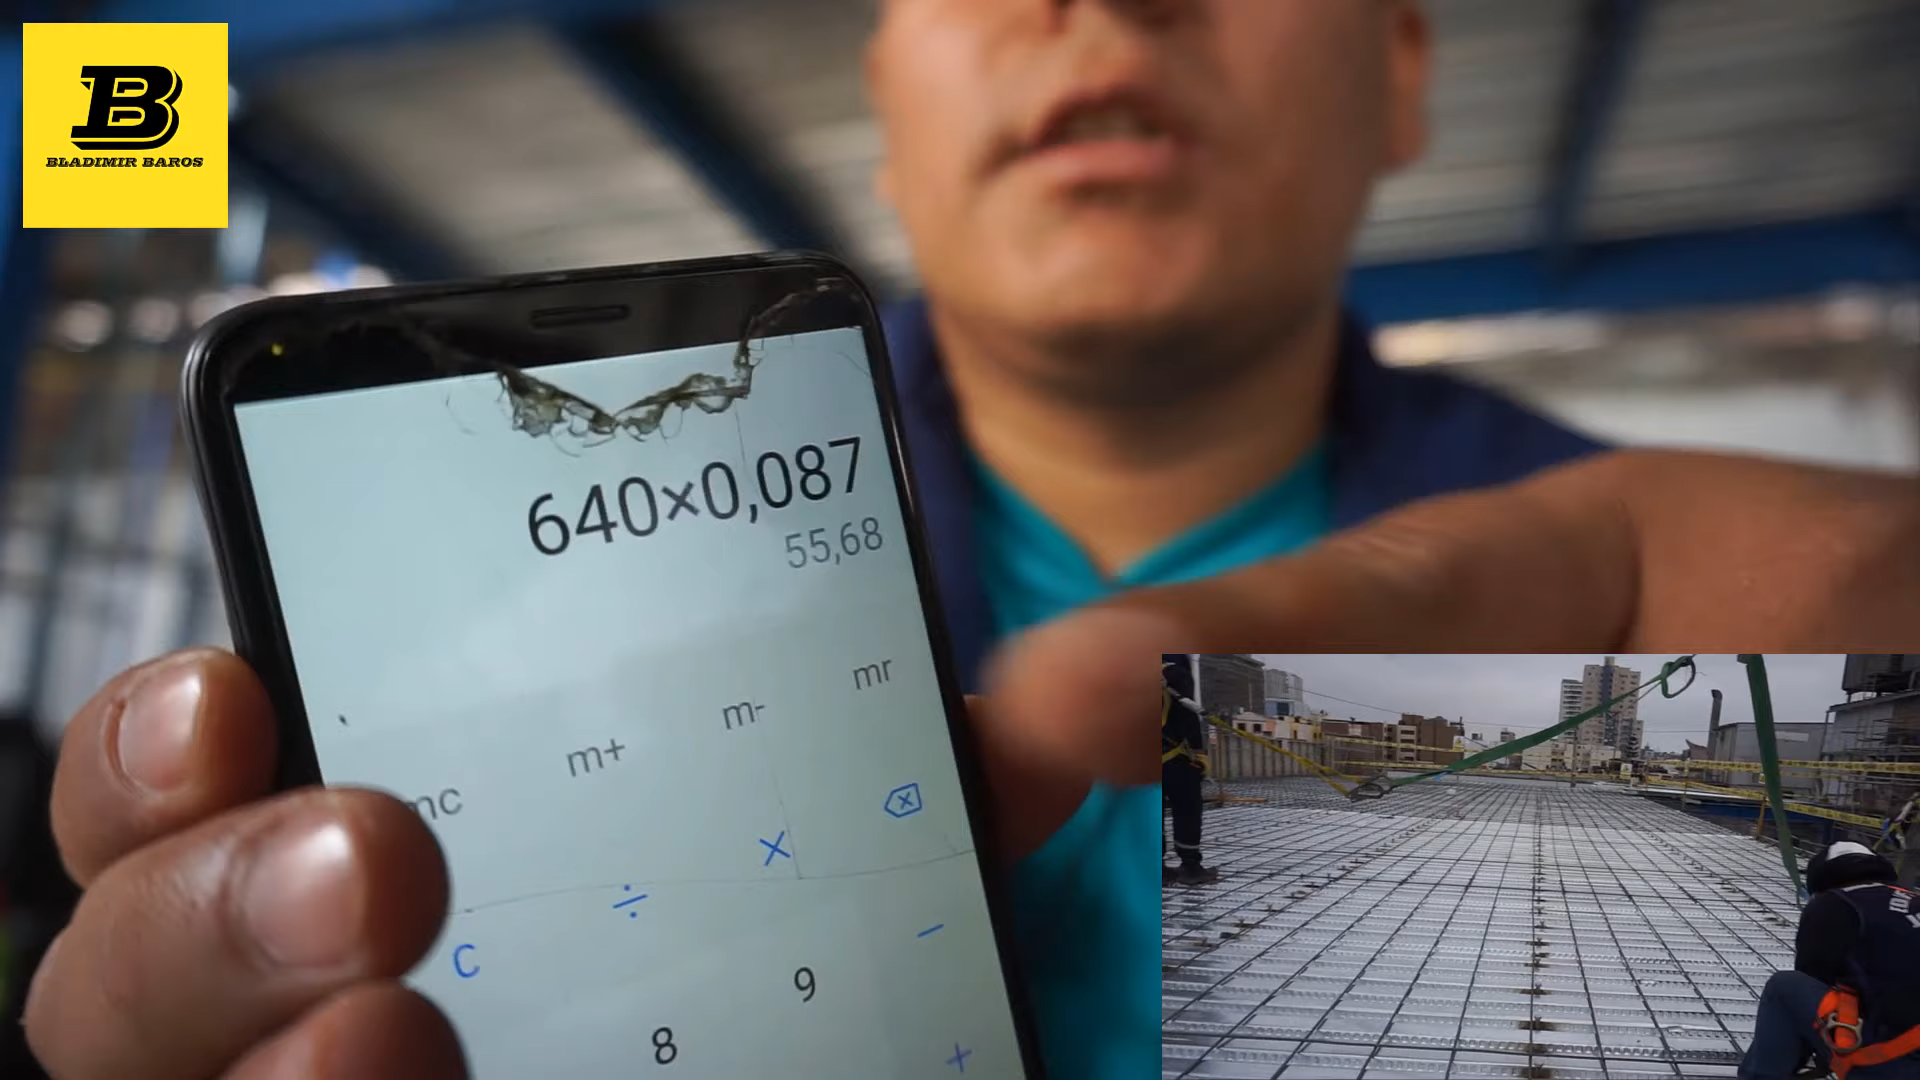 B
BLADIMIR BAROS
640×0,087
55,68
mc
m+
m-
mr
C
÷
×
8
9
−
+